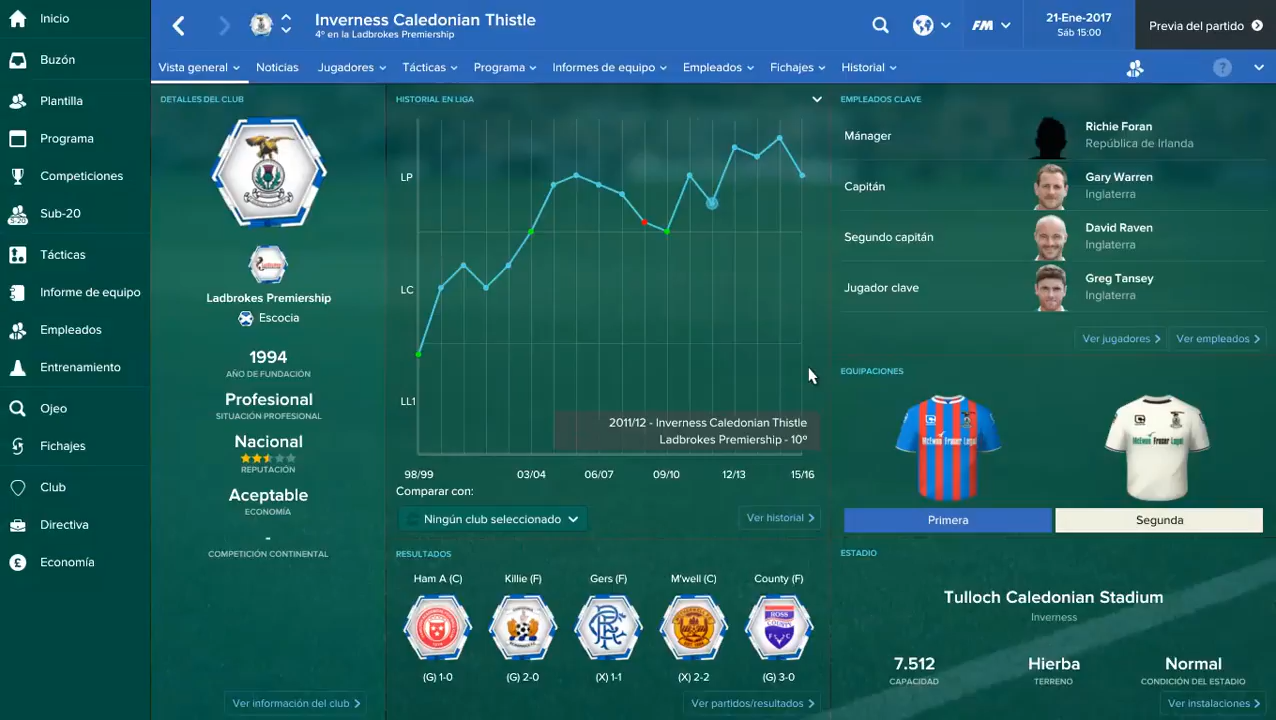 Inicio
Buzón
Plantilla
Programa
Competiciones
Sub-20
Tácticas
Informe de equipo
Empleados
Entrenamiento
Ojeo
Fichajes
Club
Directiva
Economía
Inverness Caledonian Thistle
4º en la Ladbrokes Premiership
FM
21-Ene-2017
Sáb 15:00
Previa del partido
Vista general
Noticias
Jugadores
Tácticas
Programa
Informes de equipo
Empleados
Fichajes
Historial
?
DETALLES DEL CLUB
Ladbrokes Premiership
Escocia
1994
AÑO DE FUNDACIÓN
Profesional
SITUACIÓN PROFESIONAL
Nacional
REPUTACIÓN
Aceptable
ECONOMÍA
-
COMPETICIÓN CONTINENTAL
Ver información del club
HISTORIAL EN LIGA
LP
LC
LL1
2011/12 - Inverness Caledonian Thistle
Ladbrokes Premiership - 10º
98/99 03/04 06/07 09/10 12/13 15/16
Comparar con:
Ningún club seleccionado
Ver historial
RESULTADOS
Ham A (C) Killie (F) Gers (F) M'well (C) County (F)
ROSS
COUNTY
(G) 1-0 (G) 2-0 (X) 1-1 (X) 2-2 (G) 3-0
Ver partidos/resultados
EMPLEADOS CLAVE
Mánager
Richie Foran
República de Irlanda
Capitán
Gary Warren
Inglaterra
Segundo capitán
David Raven
Inglaterra
Jugador clave
Greg Tansey
Inglaterra
Ver jugadores
Ver empleados
EQUIPACIONES
McEwan Fraser Legal
McEwan Fraser Legal
Primera
Segunda
ESTADIO
Tulloch Caledonian Stadium
Inverness
7.512
CAPACIDAD
Hierba
TERRENO
Normal
CONDICIÓN DEL ESTADIO
Ver instalaciones